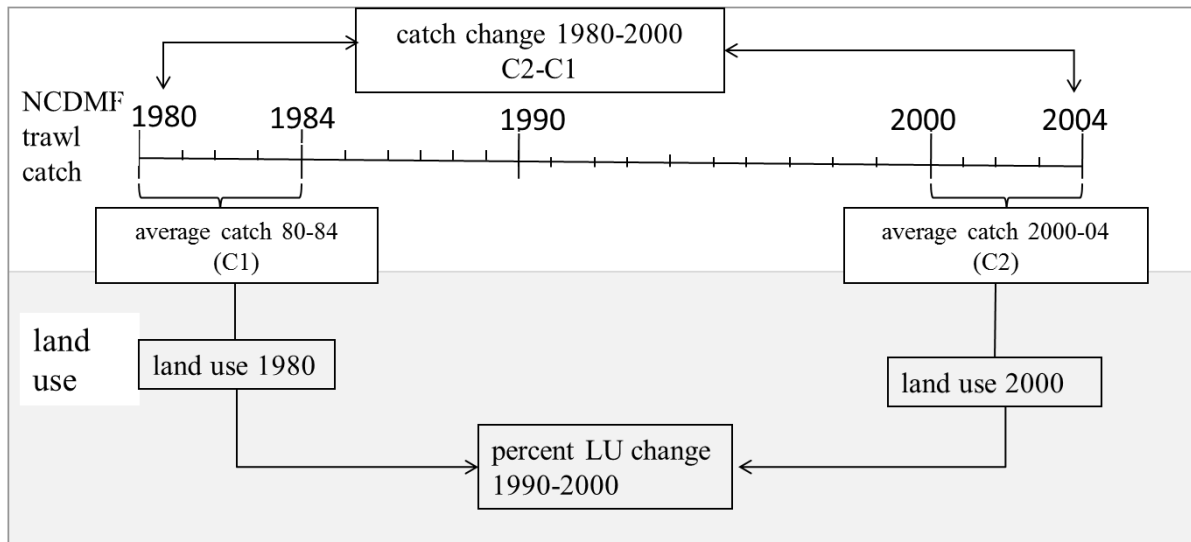 catch change 1980-2000
C2-C1
NCDMF
trawl
catch
1980
1984
1990
2000
2004
average catch 80-84
(C1)
average catch 2000-04
(C2)
land
use
land use 1980
land use 2000
percent LU change
1990-2000